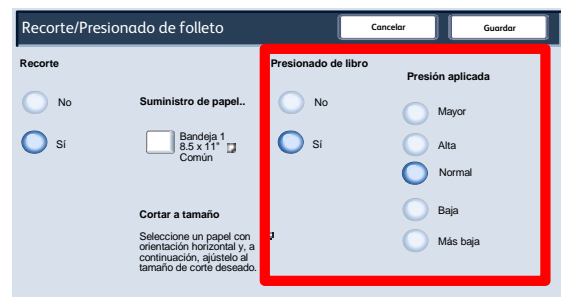 Recorte/Presionado de folleto
Cancelar
Guardar
Recorte
No
Sí
Suministro de papel..
Bandeja 1
8.5 x 11"
Común
Cortar a tamaño
Seleccione un papel con
orientación horizontal y, a
continuación, ajústelo al
tamaño de corte deseado.
Presionado de libro
No
Sí
Presión aplicada
Mayor
Alta
Normal
Baja
Más baja